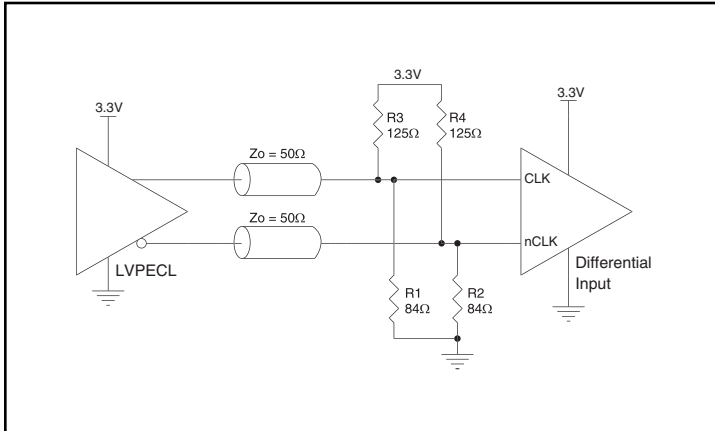 3.3V
3.3V
3.3V
R3
125Ω
R4
125Ω
Zo = 50Ω
CLK
Zo = 50Ω
nCLK
LVPECL
Differential
Input
R1
84Ω
R2
84Ω